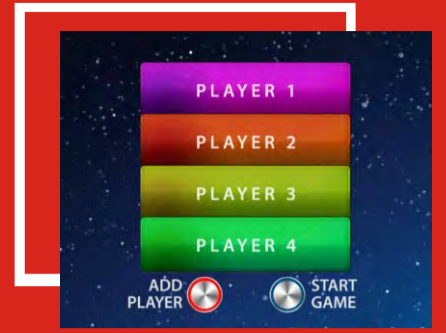 PLAYER 1
PLAYER 2
PLAYER 3
PLAYER 4
ADD
PLAYER
START
GAME